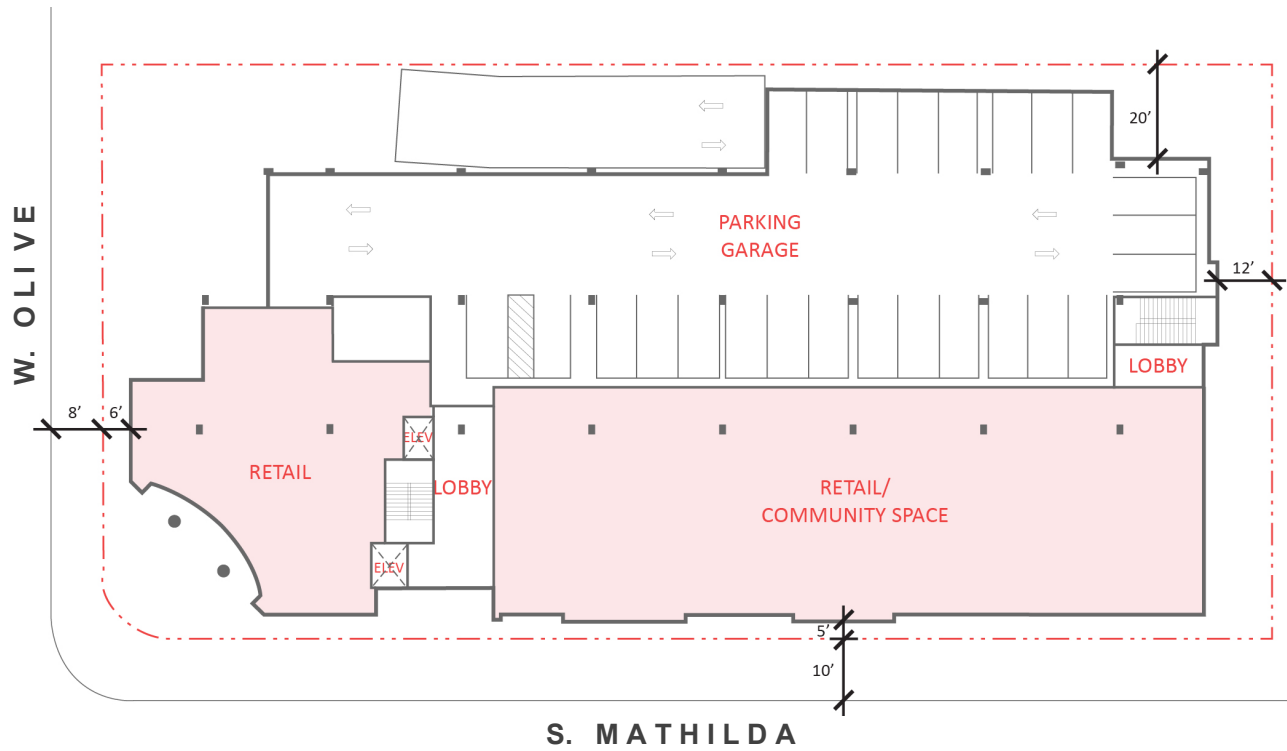 20’
PARKING
GARAGE
12’
W. OLIVE
LOBBY
8’
6’
ELEV
RETAIL
LOBBY
RETAIL/
COMMUNITY SPACE
ELEV
5’
10’
S. MATHILDA